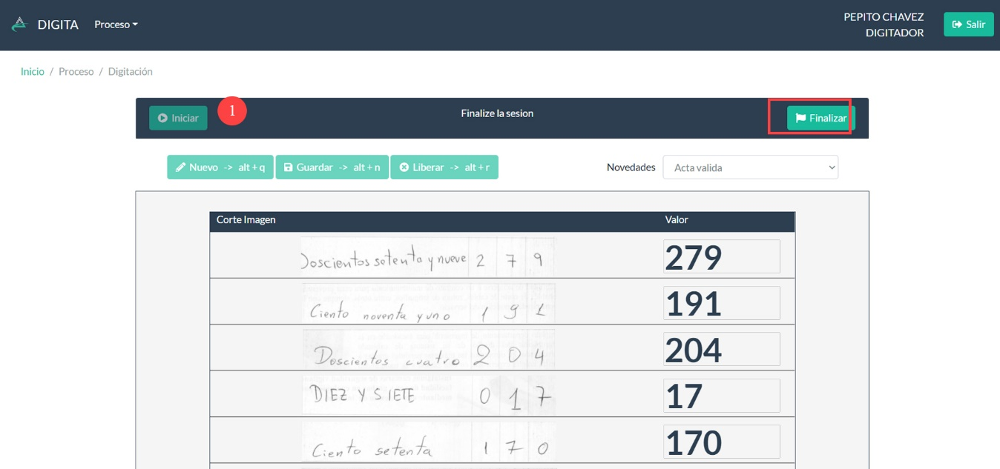 DIGITA Proceso
PEPITO CHAVEZ
DIGITADOR
Salir
Inicio / Proceso / Digitación
Iniciar 1 Finalize la sesion Finalizar
Nuevo -> alt + q Guardar -> alt + n Liberar -> alt + r Novedades Acta valida
Corte Imagen Valor
Doscientos setenta y nueve 2 7 9 279
Ciento noventa y uno 1 9 1 191
Doscientos cuatro 2 0 4 204
DIEZ Y SIETE 0 1 7 17
Ciento setenta 1 7 0 170